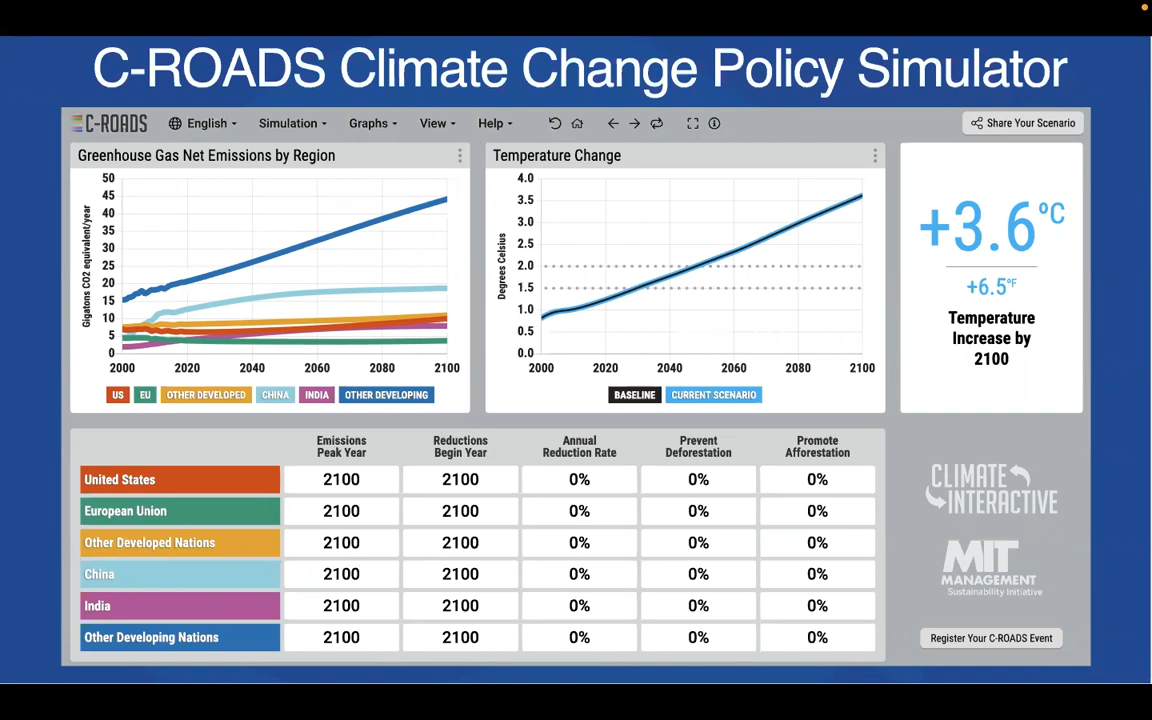 C-ROADS Climate Change Policy Simulator
C-ROADS English Simulation Graphs View Help Share Your Scenario
Greenhouse Gas Net Emissions by Region
Gigatons CO2 equivalent/year
50
45
40
35
30
25
20
15
10
5
0
2000 2020 2040 2060 2080 2100
US EU OTHER DEVELOPED CHINA INDIA OTHER DEVELOPING
Temperature Change
Degrees Celsius
4.0
3.5
3.0
2.5
2.0
1.5
1.0
0.5
0.0
2000 2020 2040 2060 2080 2100
BASELINE CURRENT SCENARIO
+3.6 ºC
+6.5 ºF
Temperature
Increase by
2100
Emissions Reductions Annual Prevent Promote
Peak Year Begin Year Reduction Rate Deforestation Afforestation
United States 2100 2100 0% 0% 0%
European Union 2100 2100 0% 0% 0%
Other Developed Nations 2100 2100 0% 0% 0%
China 2100 2100 0% 0% 0%
India 2100 2100 0% 0% 0%
Other Developing Nations 2100 2100 0% 0% 0%
CLIMATE
INTERACTIVE
MIT
MANAGEMENT
Sustainability Initiative
Register Your C-ROADS Event